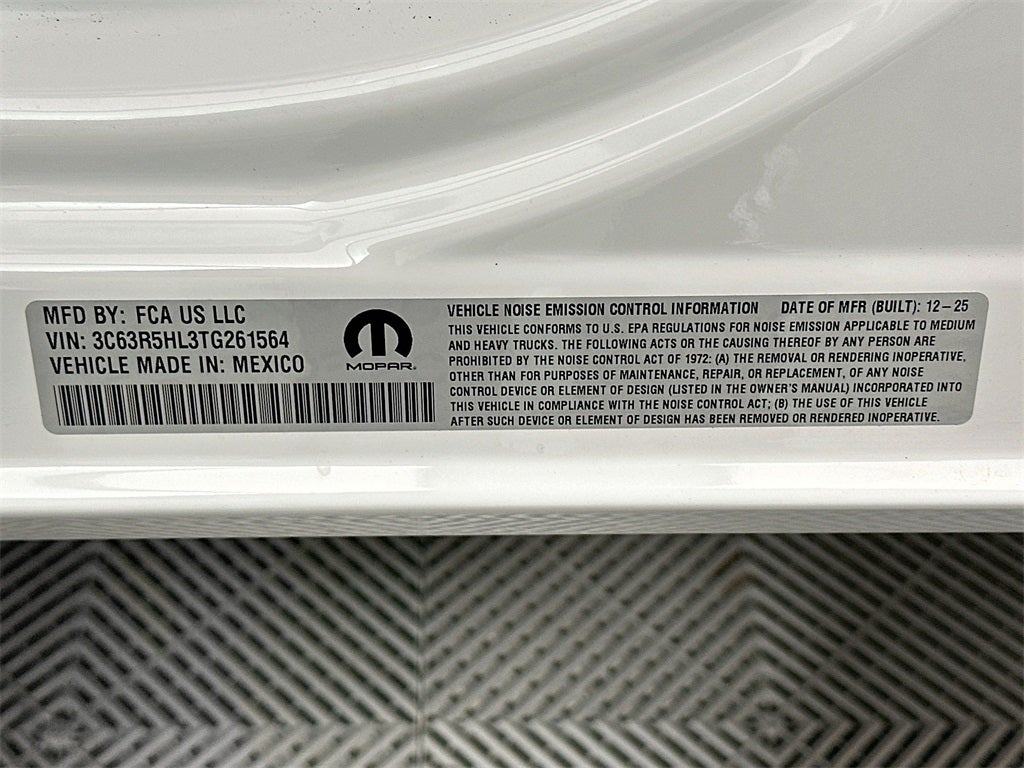 MFD BY: FCA US LLC
VIN: 3C63R5HL3TG261564
VEHICLE MADE IN: MEXICO
MOPAR®
VEHICLE NOISE EMISSION CONTROL INFORMATION DATE OF MFR (BUILT): 12-25
THIS VEHICLE CONFORMS TO U.S. EPA REGULATIONS FOR NOISE EMISSION APPLICABLE TO MEDIUM
AND HEAVY TRUCKS. THE FOLLOWING ACTS OR THE CAUSING THEREOF BY ANY PERSON
PROHIBITED BY THE NOISE CONTROL ACT OF 1972: (A) THE REMOVAL OR RENDERING INOPERATIVE,
OTHER THAN FOR PURPOSES OF MAINTENANCE, REPAIR, OR REPLACEMENT, OF ANY NOISE
CONTROL DEVICE OR ELEMENT OF DESIGN (LISTED IN THE OWNER'S MANUAL) INCORPORATED INTO
THIS VEHICLE IN COMPLIANCE WITH THE NOISE CONTROL ACT; (B) THE USE OF THIS VEHICLE
AFTER SUCH DEVICE OR ELEMENT OF DESIGN HAS BEEN REMOVED OR RENDERED INOPERATIVE.